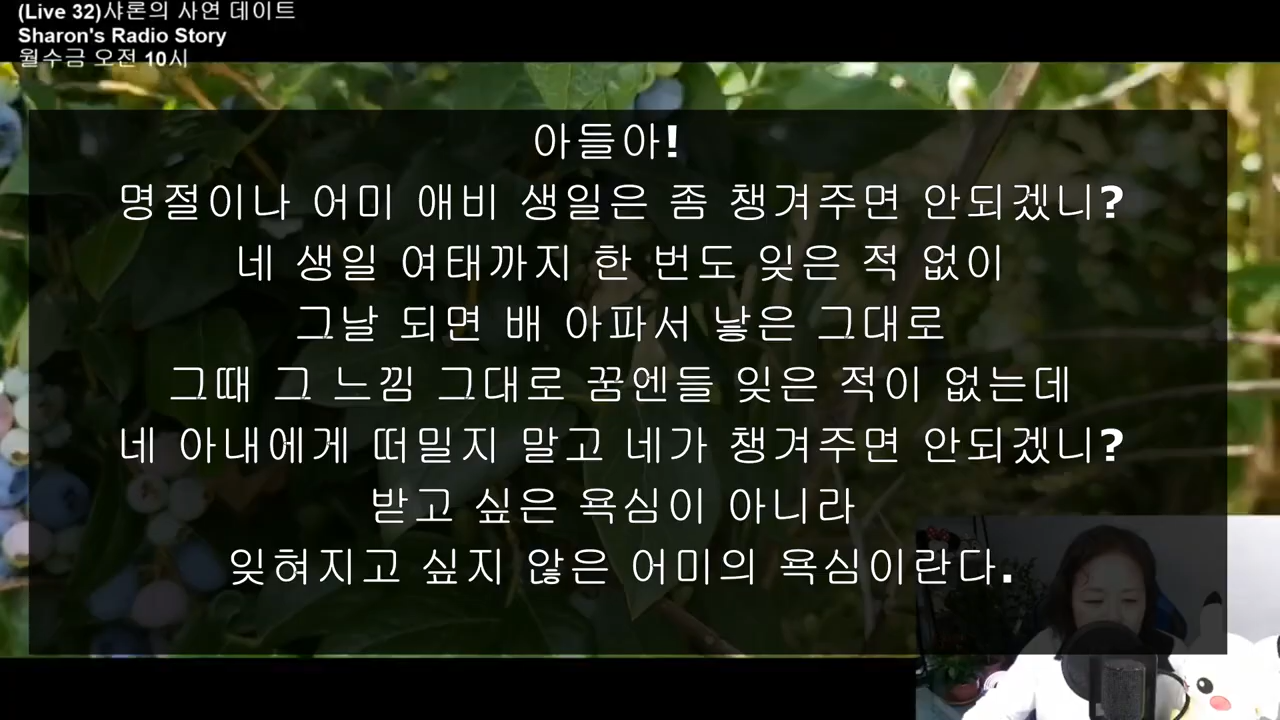 (Live 32)샤론의 사연 데이트
Sharon's Radio Story
월수금 오전 10시
아들아!
명절이나 어미 애비 생일은 좀 챙겨주면 안되겠니?
네 생일 여태까지 한 번도 잊은 적 없이
그날 되면 배 아파서 낳은 그대로
그때 그 느낌 그대로 꿈엔들 잊은 적이 없는데
네 아내에게 떠밀지 말고 네가 챙겨주면 안되겠니?
받고 싶은 욕심이 아니라
잊혀지고 싶지 않은 어미의 욕심이란다.